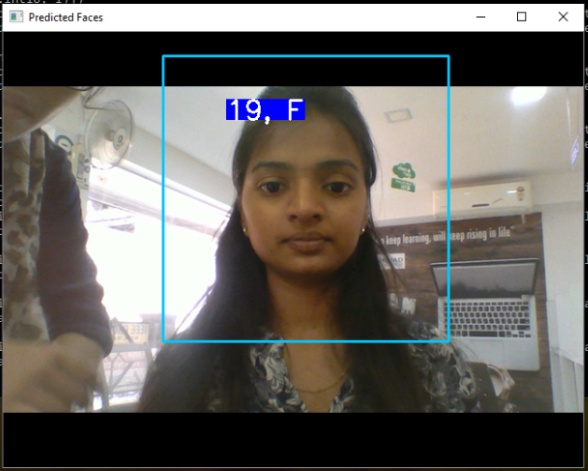 Predicted Faces
19, F
keep learning, will keep rising in life"